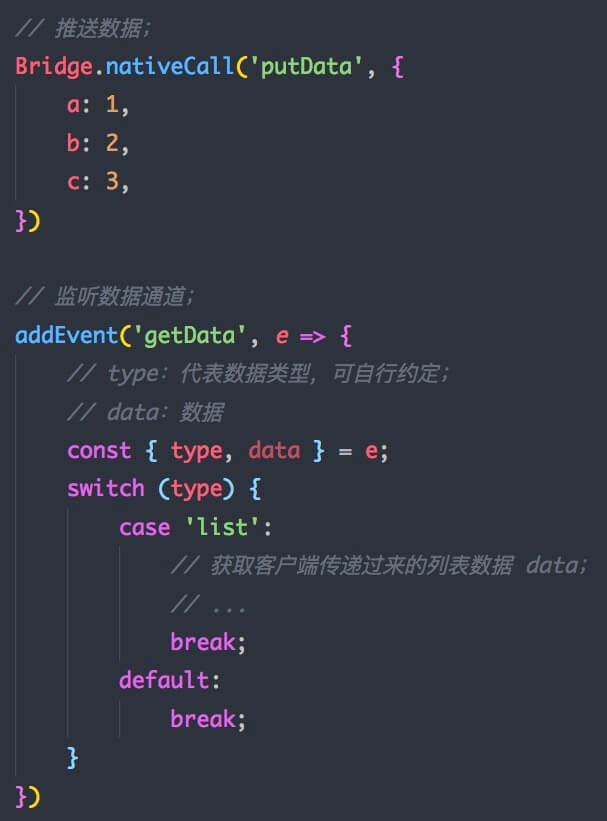 // 推送数据;
Bridge.nativeCall('putData', {
    a: 1,
    b: 2,
    c: 3,
})

// 监听数据通道;
addEvent('getData', e => {
    // type: 代表数据类型, 可自行约定;
    // data: 数据
    const { type, data } = e;
    switch (type) {
        case 'list':
            // 获取客户端传递过来的列表数据 data;
            // ...
            break;
        default:
            break;
    }
})